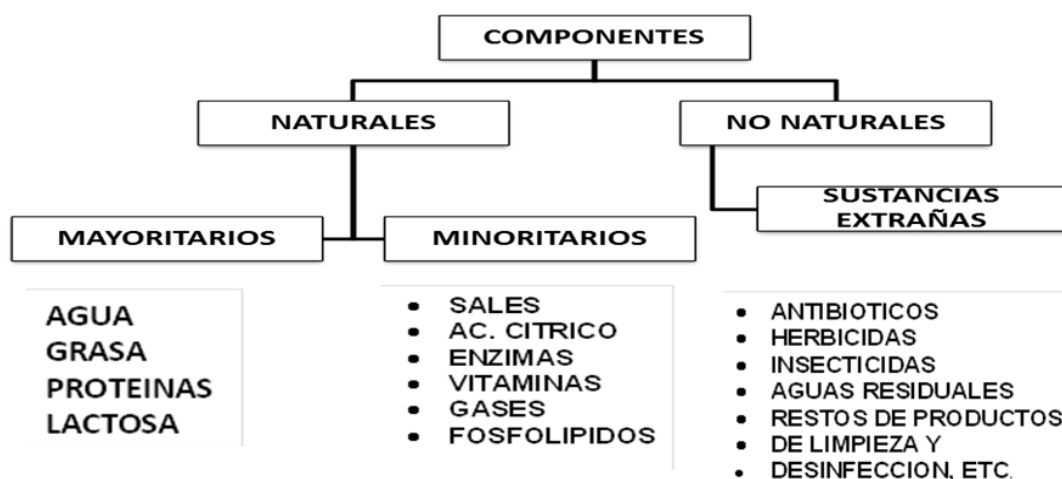 COMPONENTES
NATURALES
NO NATURALES
SUSTANCIAS
EXTRAÑAS
MAYORITARIOS
MINORITARIOS
AGUA
GRASA
PROTEINAS
LACTOSA
• SALES
• AC. CITRICO
• ENZIMAS
• VITAMINAS
• GASES
• FOSFOLIPIDOS
• ANTIBIOTICOS
• HERBICIDAS
• INSECTICIDAS
• AGUAS RESIDUALES
• RESTOS DE PRODUCTOS
• DE LIMPIEZA Y
• DESINFECCION, ETC.